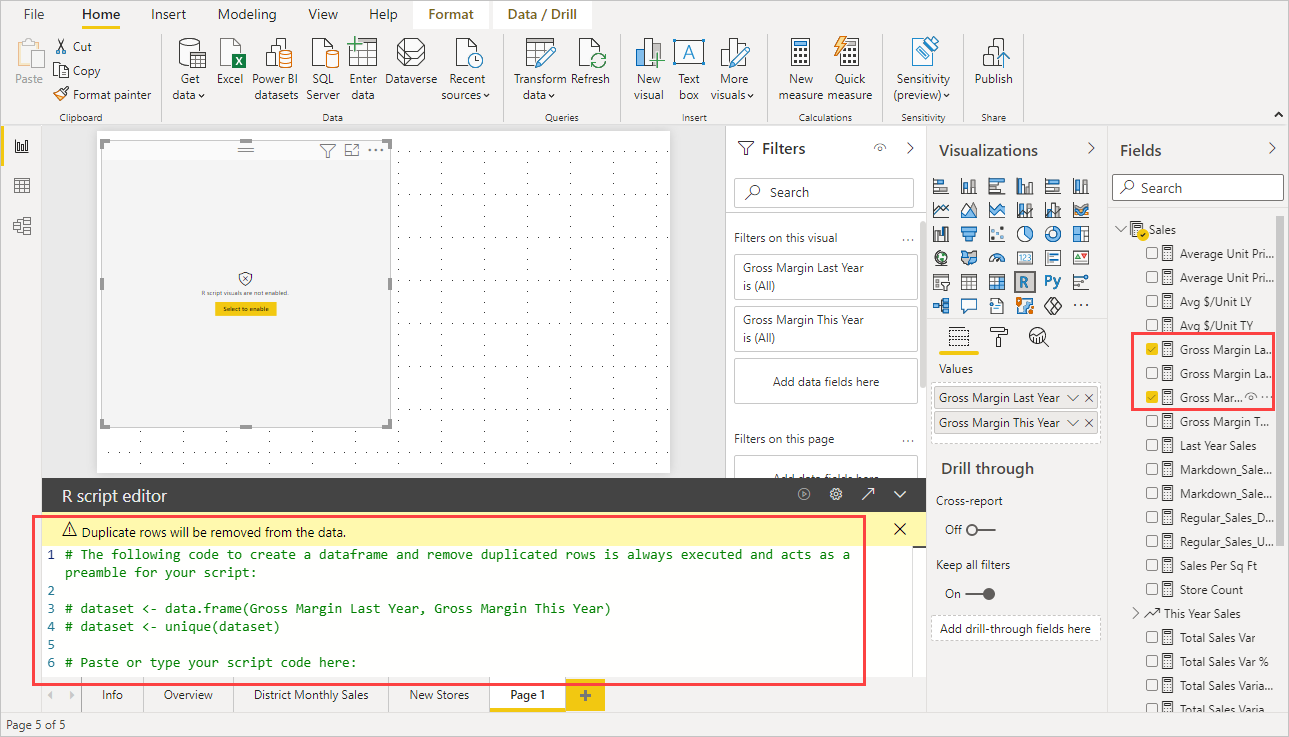 File Home Insert Modeling View Help Format Data / Drill
Paste
Cut
Copy
Format painter
Clipboard
Get
data
Excel
Power BI
datasets
SQL
Server
Enter
data
Dataverse
Recent
sources
Data
Transform
data
Refresh
Queries
New
visual
Text
box
More
visuals
Insert
New
measure
Quick
measure
Calculations
Sensitivity
(preview)
Sensitivity
Publish
Share
R script visuals are not enabled.
Select to enable
Filters
Search
Filters on this visual ...
Gross Margin Last Year
is (All)
Gross Margin This Year
is (All)
Add data fields here
Filters on this page ...
Add data fields here
Visualizations
123
R
Py
...
Values
Gross Margin Last Year
Gross Margin This Year
Drill through
Cross-report
Off
Keep all filters
On
Add drill-through fields here
Fields
Search
Sales
Average Unit Pri...
Average Unit Pri...
Avg $/Unit LY
Avg $/Unit TY
Gross Margin La...
Gross Margin La...
Gross Mar... ...
Gross Margin T...
Last Year Sales
Markdown_Sale...
Markdown_Sale...
Regular_Sales_D...
Regular_Sales_U...
Sales Per Sq Ft
Store Count
This Year Sales
Total Sales Var
Total Sales Var %
Total Sales Varia...
Total Sales Varia...
R script editor
Duplicate rows will be removed from the data.
1 # The following code to create a dataframe and remove duplicated rows is always executed and acts as a
preamble for your script:
2
3 # dataset <- data.frame(Gross Margin Last Year, Gross Margin This Year)
4 # dataset <- unique(dataset)
5
6 # Paste or type your script code here:
Info Overview District Monthly Sales New Stores Page 1 +
Page 5 of 5